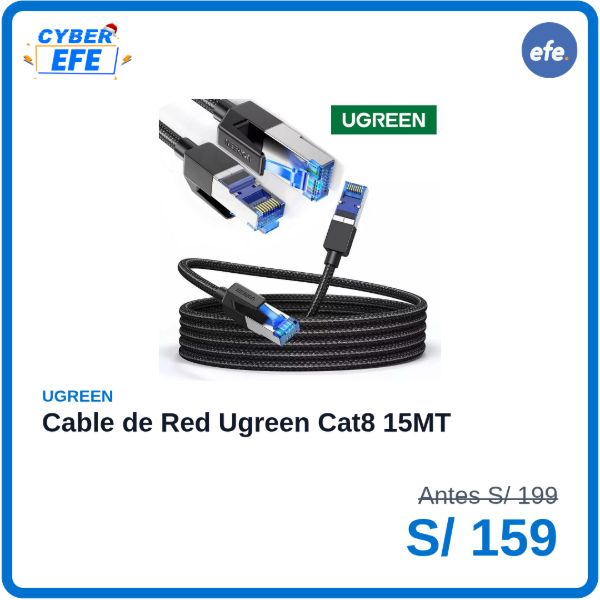 CYBER
EFE
efe.
UGREEN
UGREEN
Cable de Red Ugreen Cat8 15MT
Antes S/ 199
S/ 159